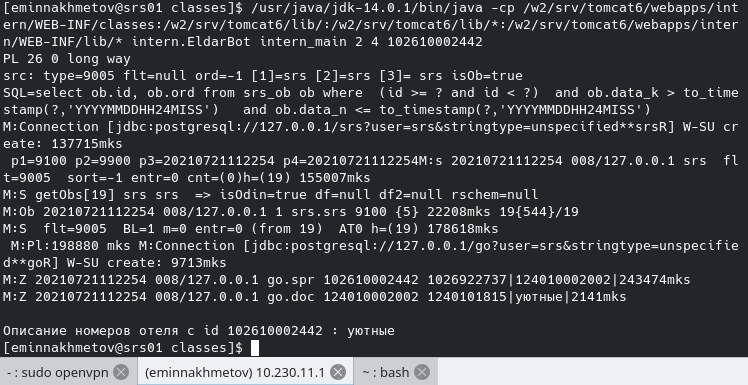 [eminnakhmetov@srs01 classes]$ /usr/java/jdk-14.0.1/bin/java -cp /w2/srv/tomcat6/webapps/int
ern/WEB-INF/classes:/w2/srv/tomcat6/lib/:/w2/srv/tomcat6/lib/*:/w2/srv/tomcat6/webapps/inter
n/WEB-INF/lib/* intern.EldarBot intern_main 2 4 102610002442
PL 26 0 long way
src: type=9005 flt=null ord=-1 [1]=srs [2]=srs [3]= srs isOb=true
SQL=select ob.id, ob.ord from srs_ob ob where  (id >= ? and id < ?)  and ob.data_k > to_time
stamp(?,'YYYYMMDDHH24MISS')   and ob.data_n <= to_timestamp(?,'YYYYMMDDHH24MISS')
M:Connection [jdbc:postgresql://127.0.0.1/srs?user=srs&stringtype=unspecified**srsR] W-SU cr
eate: 137715mks
 p1=9100 p2=9900 p3=20210721112254 p4=20210721112254M:s 20210721112254 008/127.0.0.1 srs  fl
t=9005  sort=-1 entr=0 cnt=(0)h=(19) 155007mks
M:S getObs[19] srs srs  => isOdin=true df=null df2=null rschem=null
M:Ob 20210721112254 008/127.0.0.1 1 srs.srs 9100 {5} 22208mks 19{544}/19
M:S  flt=9005  BL=1 m=0 entr=0 (from 19)  AT0 h=(19) 178618mks
 M:Pl:198880 mks M:Connection [jdbc:postgresql://127.0.0.1/go?user=srs&stringtype=unspecifie
d**goR] W-SU create: 9713mks
M:Z 20210721112254 008/127.0.0.1 go.spr 102610002442 1026922737|124010002002|243474mks
M:Z 20210721112254 008/127.0.0.1 go.doc 124010002002 1240101815|уютные|2141mks
Описание номеров отеля с id 102610002442 : уютные
[eminnakhmetov@srs01 classes]$
- : sudo openvpn (eminnakhmetov) 10.230.11.1 ~ : bash